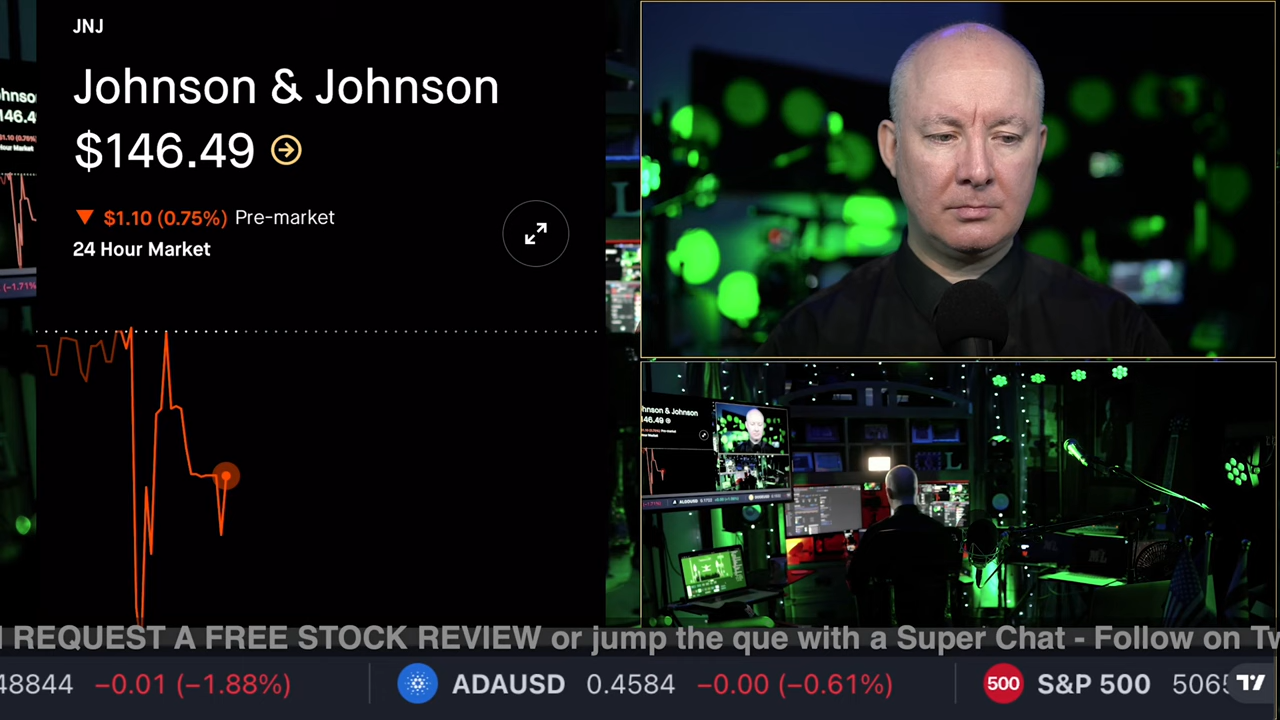 JNJ
Johnson & Johnson
$146.49
▼ $1.10 (0.75%) Pre-market
24 Hour Market
REQUEST A FREE STOCK REVIEW or jump the que with a Super Chat - Follow on Tw
48844 −0.01 (−1.88%) ADAUSD 0.4584 −0.00 (−0.61%) 500 S&P 500 5065